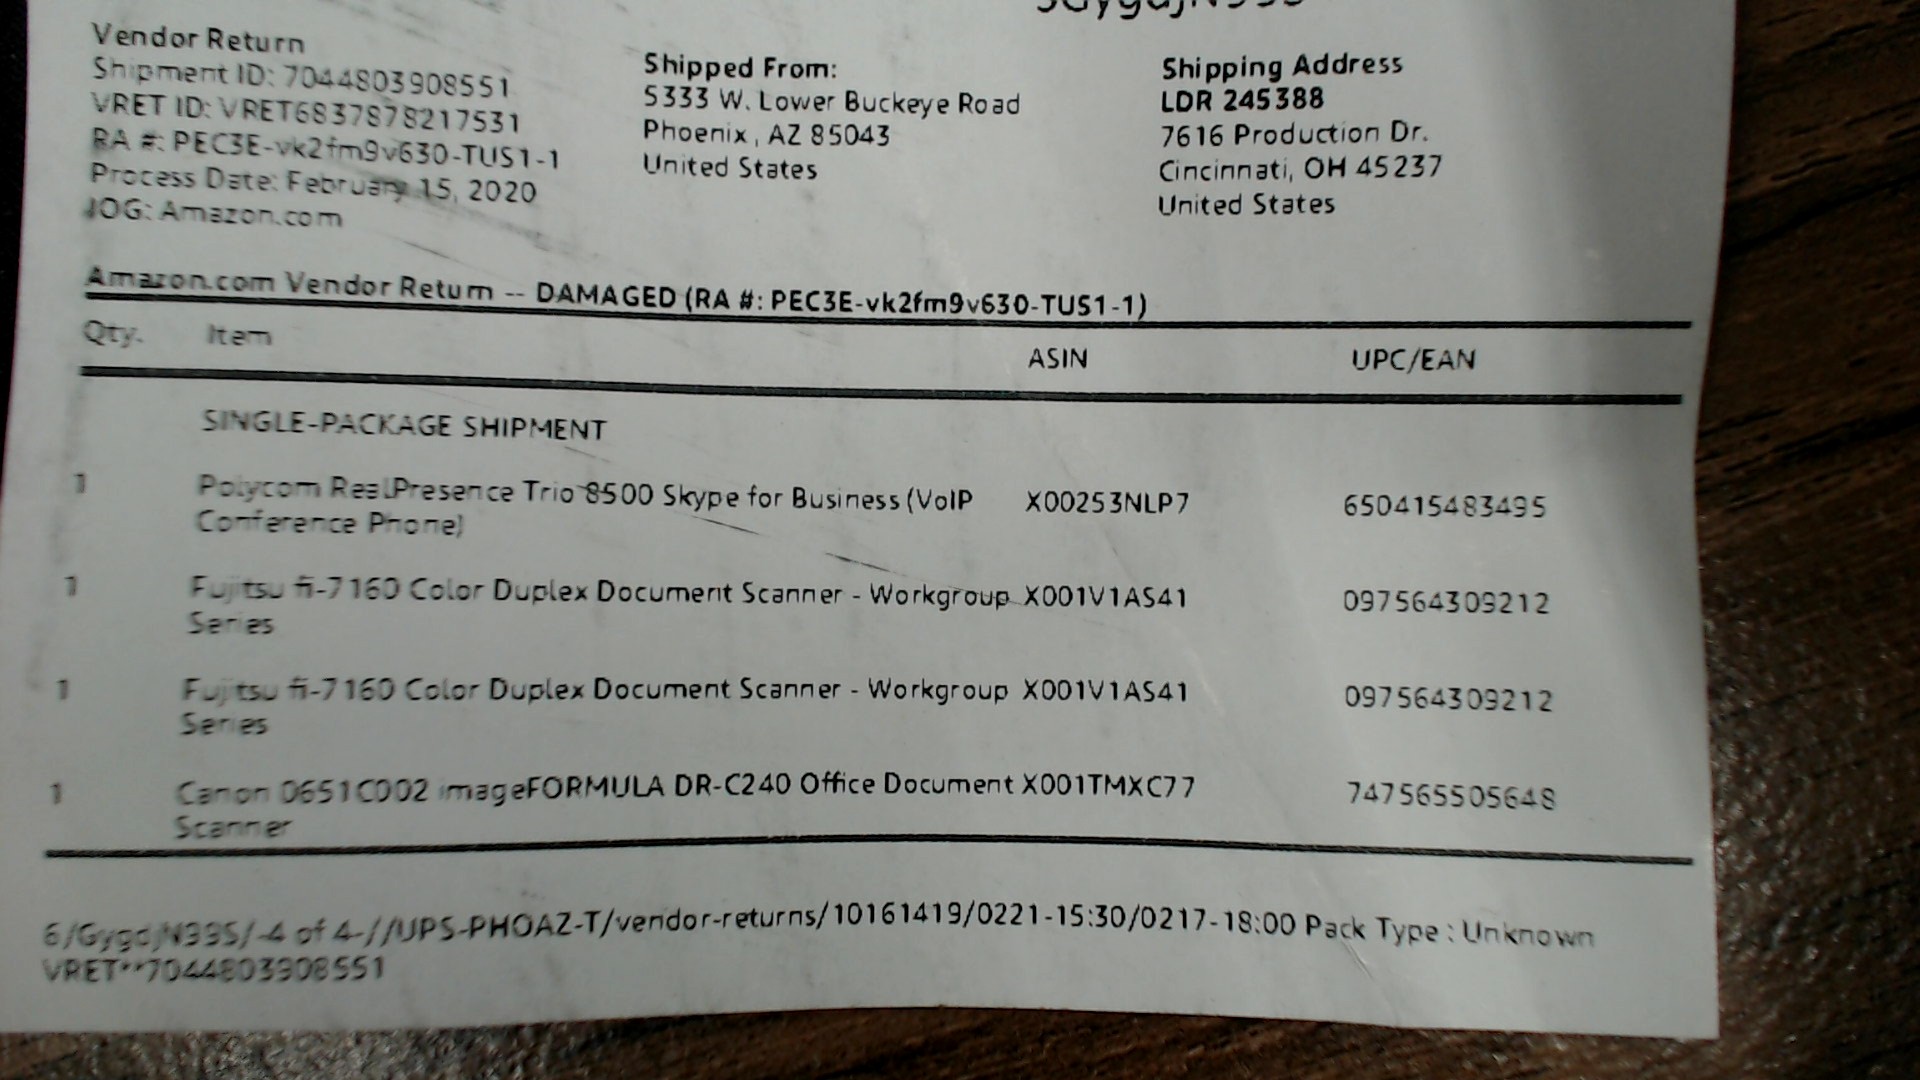 Vendor Return
Shipment ID: 7044803908551
VRET ID: VRET6837878217531
RA #: PEC3E-vk2fm9v630-TUS1-1
Process Date: February 15, 2020
IOG: Amazon.com
Shipped From:
5333 W. Lower Buckeye Road
Phoenix, AZ 85043
United States
Shipping Address
LDR 245388
7616 Production Dr.
Cincinnati, OH 45237
United States
Amazon.com Vendor Return -- DAMAGED (RA #: PEC3E-vk2fm9v630-TUS1-1)
Qty. Item ASIN UPC/EAN
SINGLE-PACKAGE SHIPMENT
1 Polycom RealPresence Trio 8500 Skype for Business (VoIP X00253NLP7 650415483495
Conference Phone)
1 Fujitsu fi-7160 Color Duplex Document Scanner - Workgroup X001V1AS41 097564309212
Series
1 Fujitsu fi-7160 Color Duplex Document Scanner - Workgroup X001V1AS41 097564309212
Series
1 Canon 0651C002 imageFORMULA DR-C240 Office Document X001TMXC77 747565505648
Scanner
6/GygdjN99S/-4 of 4-//UPS-PHOAZ-T/vendor-returns/10161419/0221-15:30/0217-18:00 Pack Type : Unknown
VRET**7044803908551